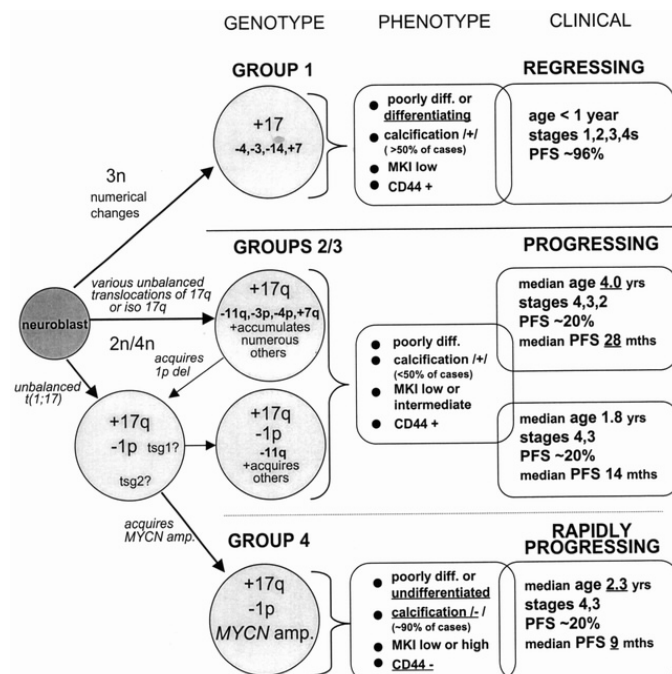 GENOTYPE PHENOTYPE CLINICAL
GROUP 1
REGRESSING
+17
-4,-3,-14,+7
poorly diff. or
differentiating
calcification /+/
( >50% of cases)
MKI low
CD44 +
age < 1 year
stages 1,2,3,4s
PFS ~96%
3n
numerical
changes
GROUPS 2/3
PROGRESSING
neuroblast
various unbalanced
translocations of 17q
or iso 17q
2n/4n
+17q
-11q,-3p,-4p,+7q
+accumulates
numerous
others
acquires
1p del
unbalanced
t(1;17)
+17q
-1p
tsg1?
tsg2?
+17q
-1p
-11q
+acquires
others
poorly diff.
calcification /+/
(<50% of cases)
MKI low or
intermediate
CD44 +
median age 4.0 yrs
stages 4,3,2
PFS ~20%
median PFS 28 mths
median age 1.8 yrs
stages 4,3
PFS ~20%
median PFS 14 mths
acquires
MYCN amp.
GROUP 4
RAPIDLY
PROGRESSING
+17q
-1p
MYCN amp.
poorly diff. or
undifferentiated
calcification /- /
(~90% of cases)
MKI low or high
CD44 -
median age 2.3 yrs
stages 4,3
PFS ~20%
median PFS 9 mths